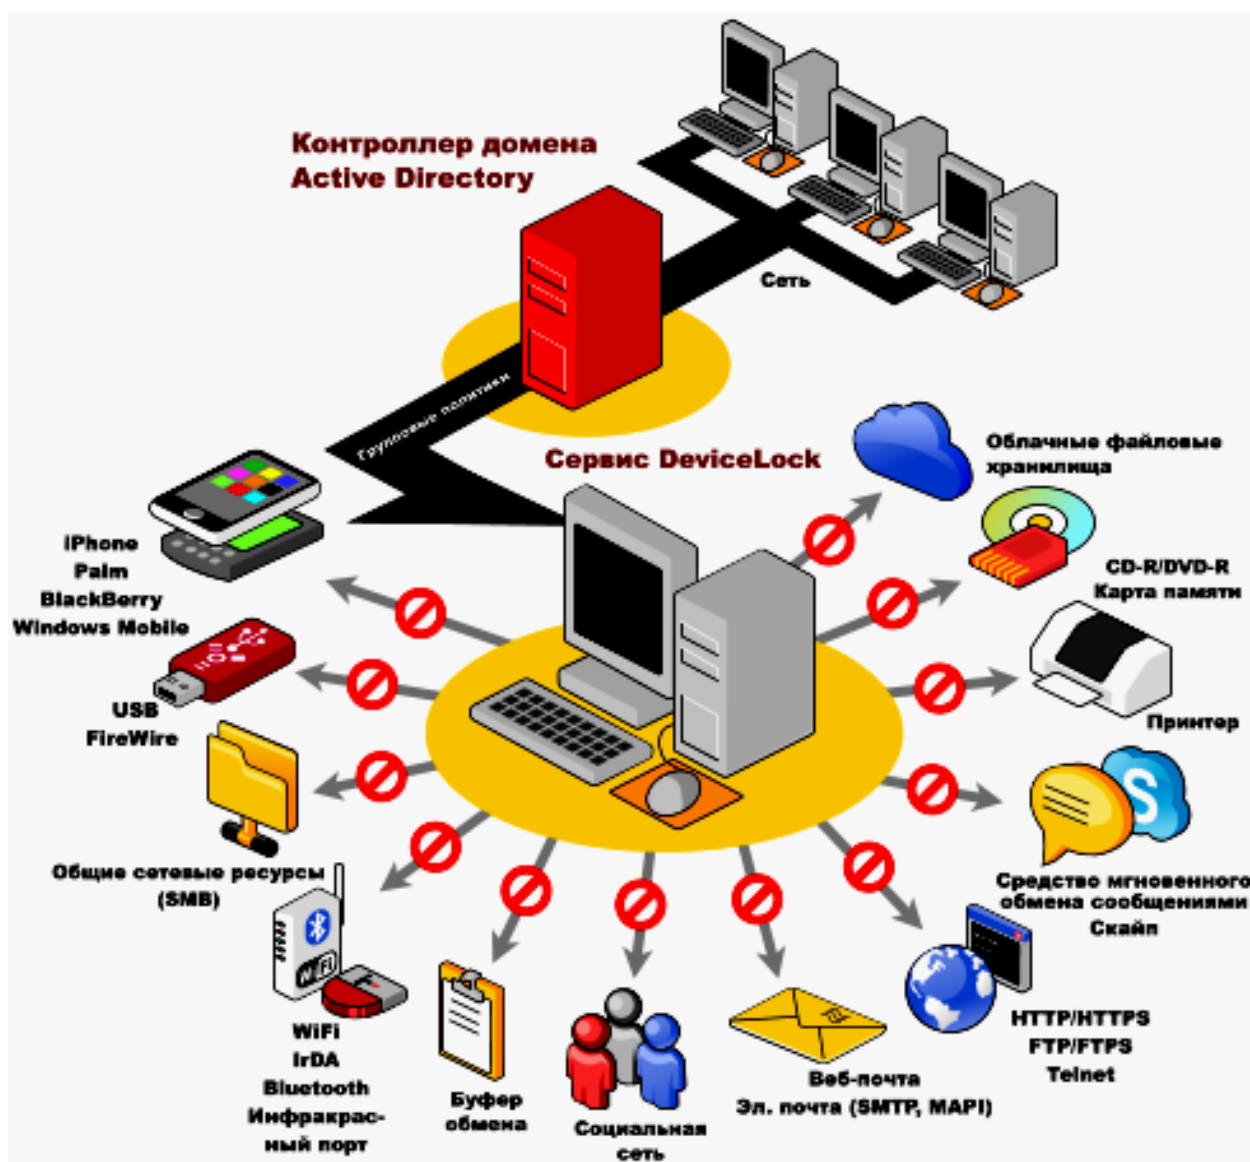 Контроллер домена
Active Directory
Сеть
Групповые политики
Сервис DeviceLock
Облачные файловые
хранилища
iPhone
Palm
BlackBerry
Windows Mobile
CD-R/DVD-R
Карта памяти
USB
FireWire
Принтер
Общие сетевые ресурсы
(SMB)
S
Средство мгновенного
обмена сообщениями
Скайп
WiFi
WiFi
IrDA
Bluetooth
Инфракрас-
ный порт
Буфер
обмена
Социальная
сеть
Веб-почта
Эл. почта (SMTP, MAPI)
HTTP/HTTPS
FTP/FTPS
Telnet